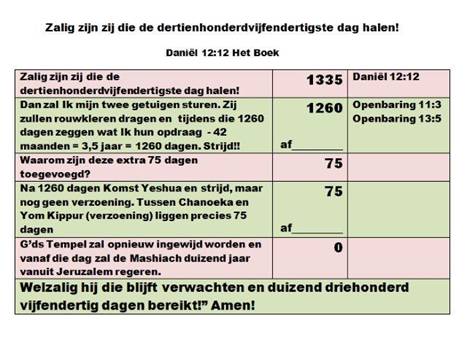 Zalig zijn zij die de dertienhonderdvijfendertigste dag halen!
Daniël 12:12 Het Boek
Zalig zijn zij die de
dertienhonderdvijfendertigste dag halen!
1335
Daniël 12:12
Dan zal Ik mijn twee getuigen sturen. Zij
zullen rouwkleren dragen en  tijdens die 1260
dagen zeggen wat Ik hun opdraag  - 42
maanden = 3,5 jaar = 1260 dagen. Strijd!!
1260
af________
Openbaring 11:3
Openbaring 13:5
Waarom zijn deze extra 75 dagen
toegevoegd?
75
Na 1260 dagen Komst Yeshua en strijd, maar
nog geen verzoening. Tussen Chanoeka en
Yom Kippur (verzoening) liggen precies 75
dagen
75
af________
G'ds Tempel zal opnieuw ingewijd worden en
vanaf die dag zal de Mashiach duizend jaar
vanuit Jeruzalem regeren.
0
Welzalig hij die blijft verwachten en duizend driehonderd
vijfendertig dagen bereikt!” Amen!